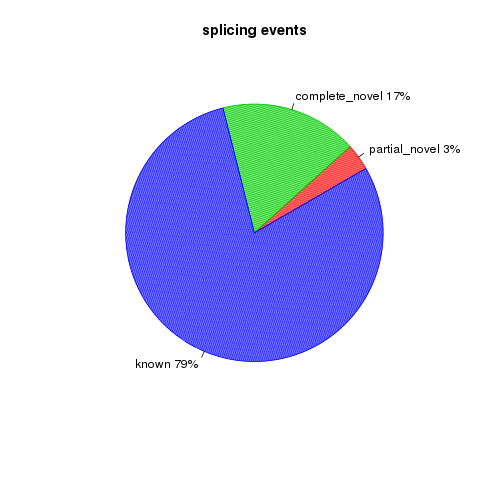 splicing events
complete_novel 17%
partial_novel 3%
known 79%